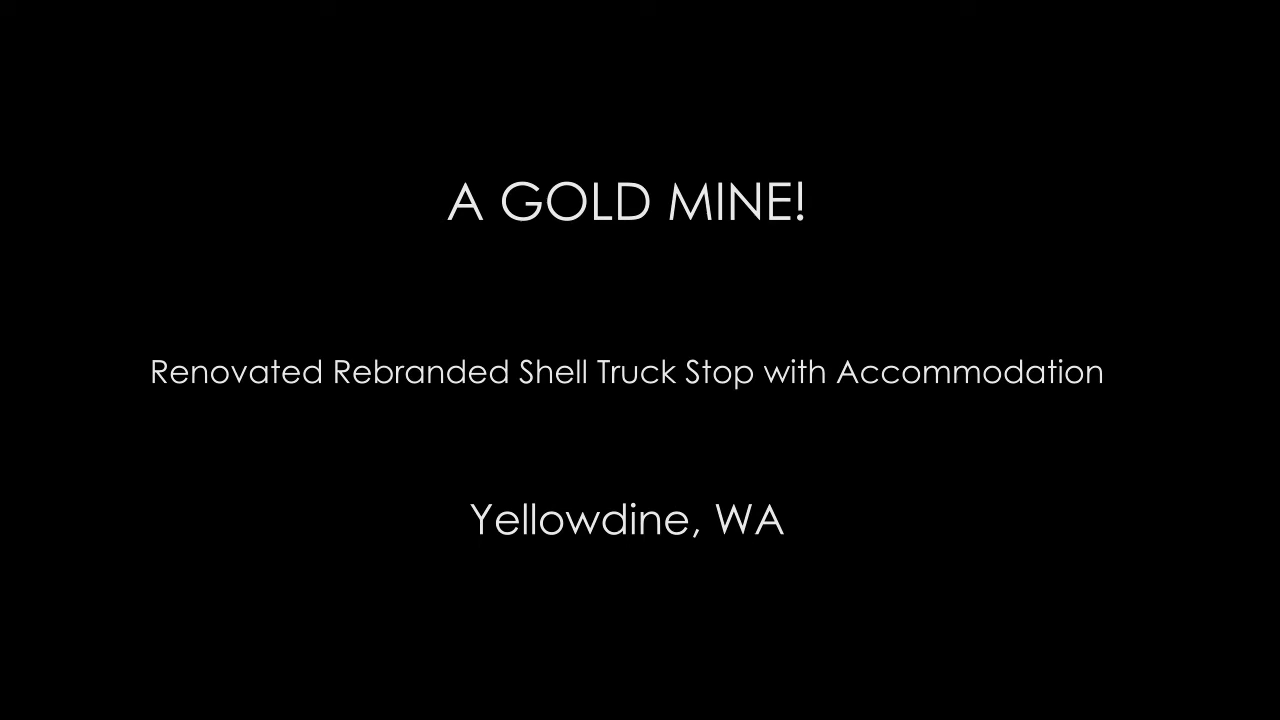 A GOLD MINE!
Renovated Rebranded Shell Truck Stop with Accommodation
Yellowdine, WA